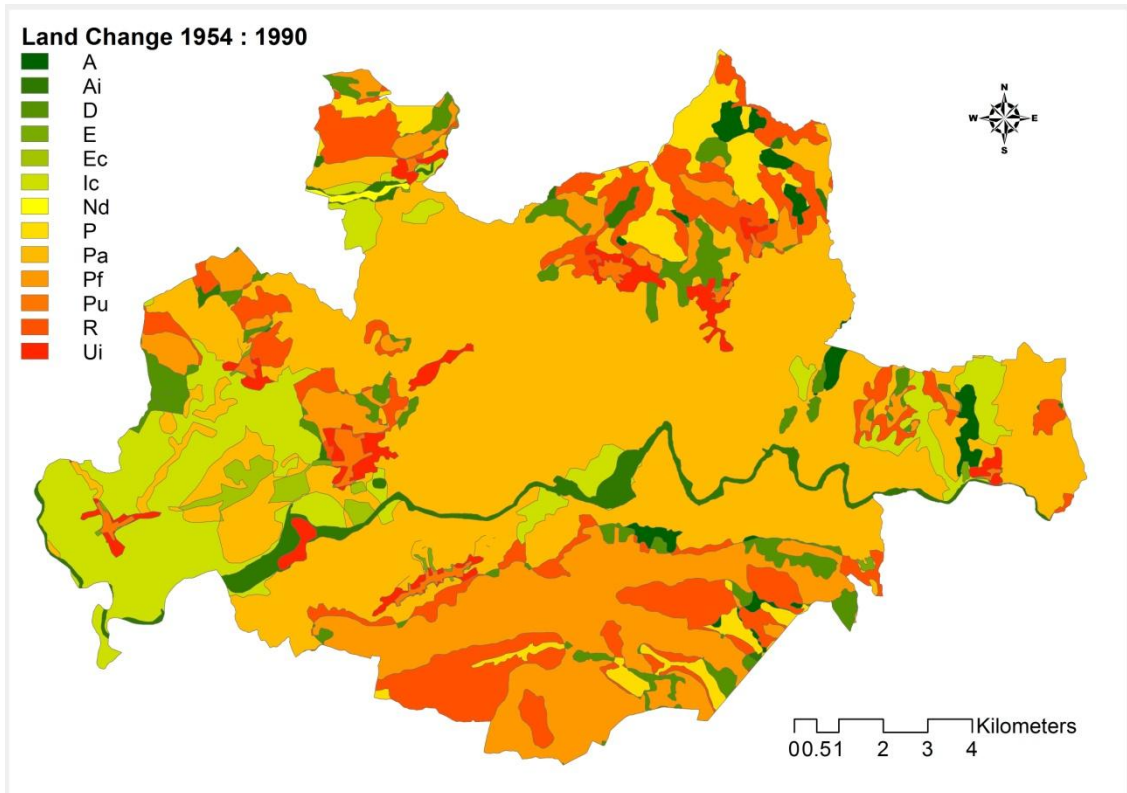 Land Change 1954 : 1990
A
Ai
D
E
Ec
Ic
Nd
P
Pa
Pf
Pu
R
Ui
N
W E
S
Kilometers
00.51 2 3 4